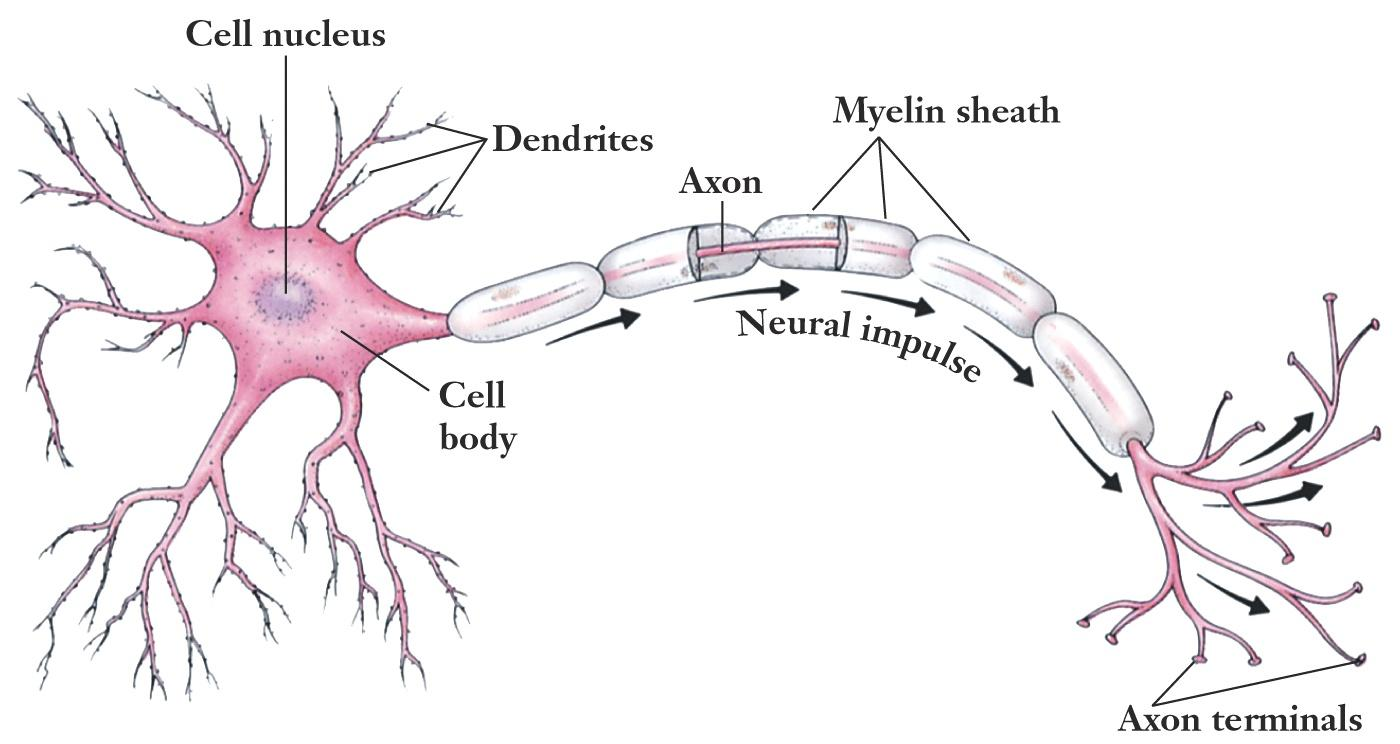 Cell nucleus
Dendrites
Myelin sheath
Axon
Neural impulse
Cell
body
Axon terminals